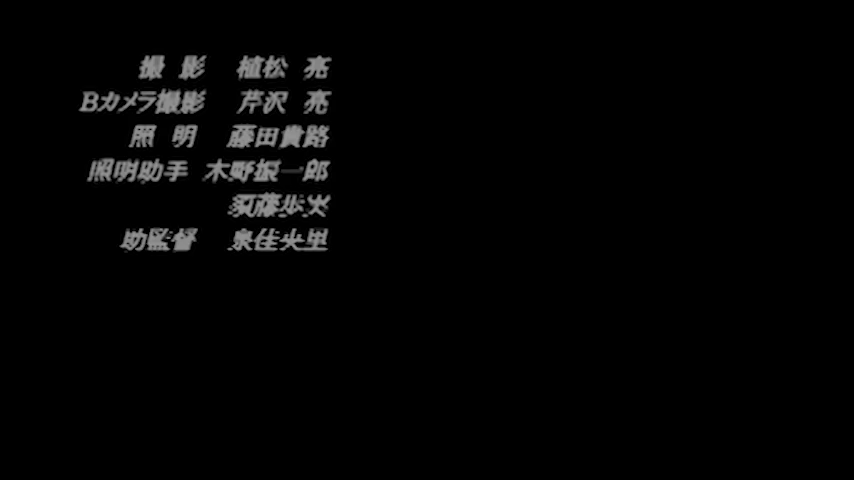 撮 影 植松 亮
Bカメラ撮影 芹沢 亮
照 明 藤田貴路
照明助手 木野振一郎
須藤歩実
助監督 泉佳央里